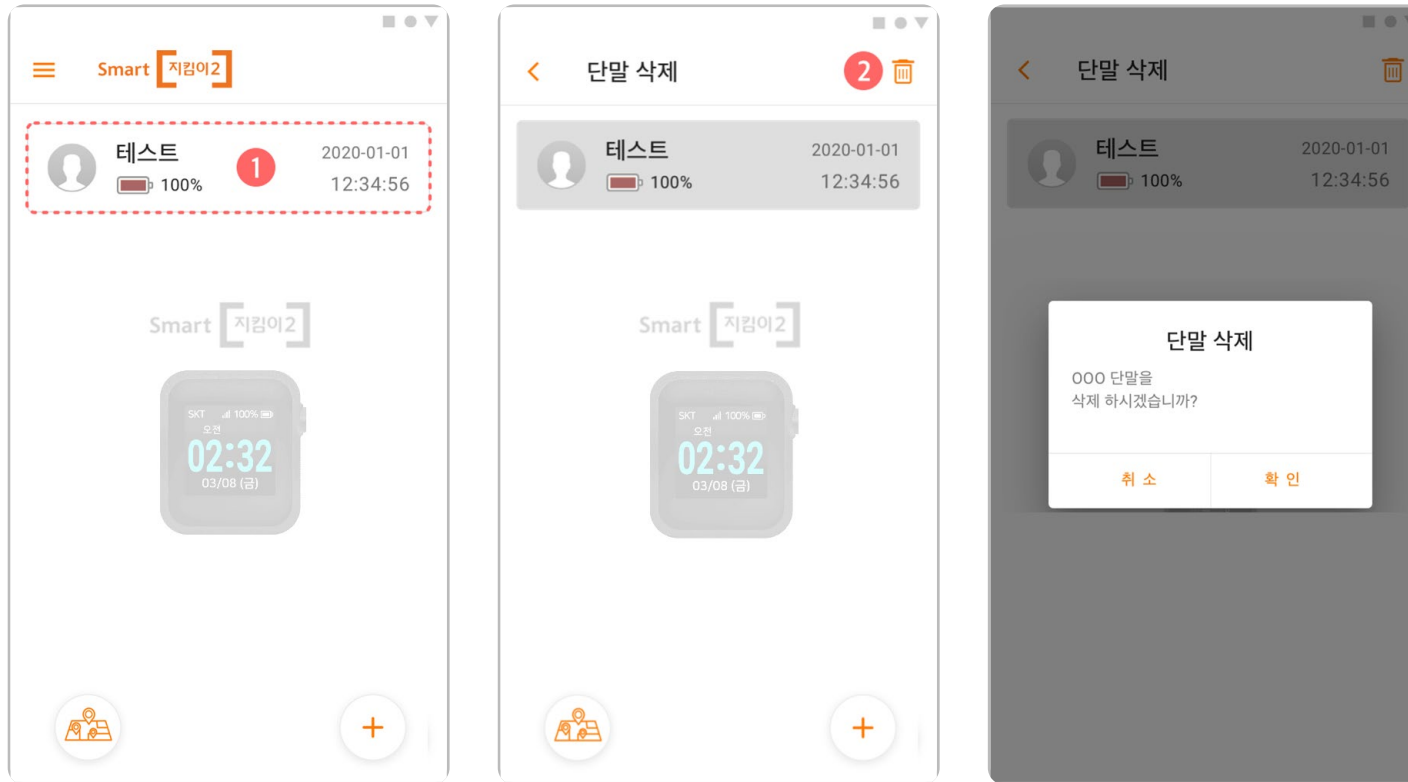 Smart [지킴이2]
테스트
1
2020-01-01
100%
12:34:56
Smart [지킴이2]
SKT 100%
오전
02:32
03/08 (금)
단말 삭제
2
테스트
2020-01-01
100%
12:34:56
Smart [지킴이2]
SKT 100%
오전
02:32
03/08 (금)
단말 삭제
테스트
2020-01-01
100%
12:34:56
단말 삭제
OOO 단말을
삭제 하시겠습니까?
취 소
확 인